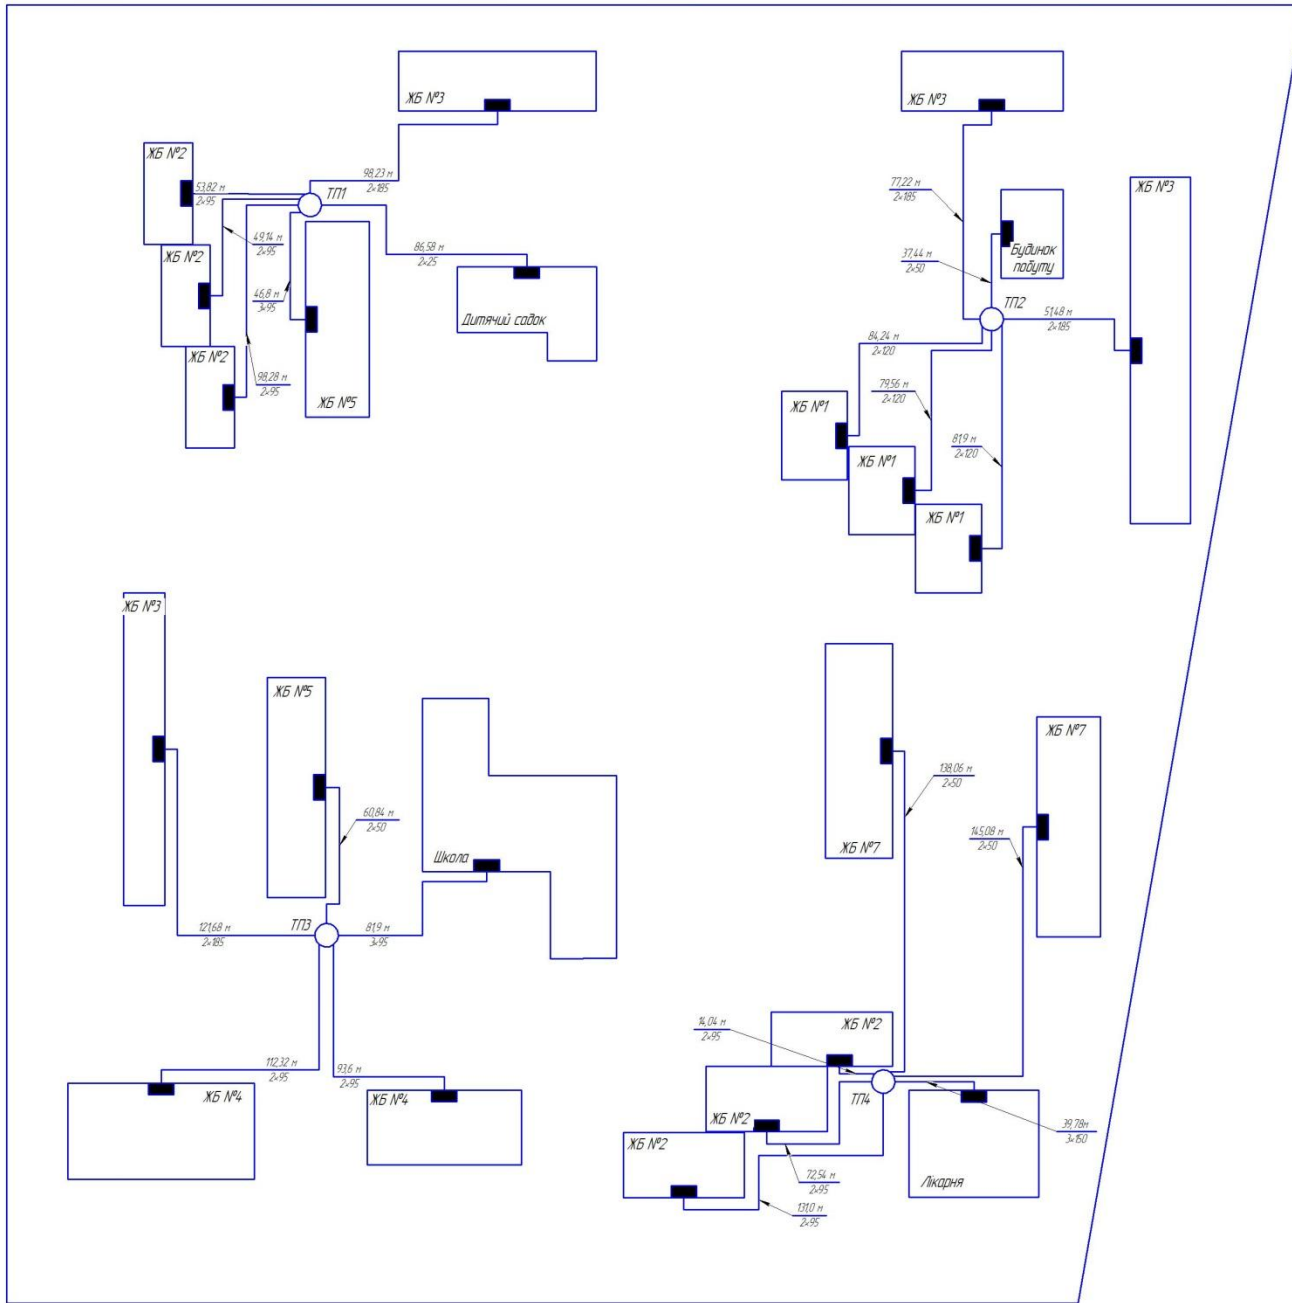 ЖБ №3
ЖБ №2
53,82 м
2×95
98,23 м
2×185
ТП1
49,14 м
2×95
ЖБ №2
46,8 м
3×95
86,58 м
2×25
Дитячий садок
ЖБ №2
98,28 м
2×95
ЖБ №5
ЖБ №3
77,22 м
2×185
ЖБ №3
37,44 м
2×50
Будинок
побуту
ТП2
51,48 м
2×185
84,24 м
2×120
79,56 м
2×120
ЖБ №1
81,9 м
2×120
ЖБ №1
ЖБ №1
ЖБ №3
ЖБ №5
60,84 м
2×50
Школа
121,68 м
2×185
ТП3
81,9 м
3×95
112,32 м
2×95
93,6 м
2×95
ЖБ №4
ЖБ №4
ЖБ №7
138,06 м
2×50
ЖБ №7
145,08 м
2×50
14,04 м
2×95
ЖБ №2
ТП4
ЖБ №2
39,78м
3×150
ЖБ №2
72,54 м
2×95
131,0 м
2×95
Лікарня